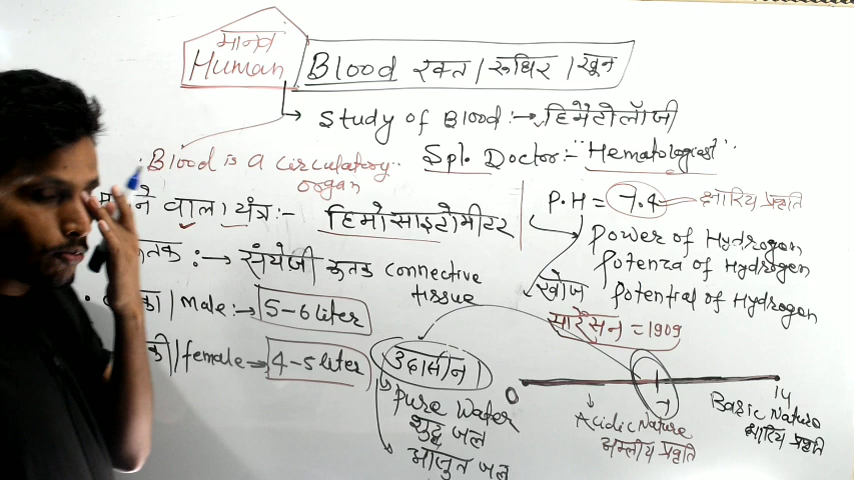 मानव
Human
Blood रक्त / रूधिर / खून
→ Study of Blood :→ हिमैटोलॉजी
Blood is a circulatory organ
Spl. Doctor:- "Hematologist"
ने वाला यंत्र:- हिमोसाइटोमीटर
P.H = 7.4 क्षारिय प्रकृति
Power of Hydrogen
Potenza of Hydrogen
Potential of Hydrogen
खोज
सारेंसन = 1909
:→ संयोजी ऊतक connective tissue
male:→ 5-6 liter
female→ 4-5 liter
उदासीन
Pure Water
शुद्ध जल
आसुत जल
0 7 14
Acidic Nature
अम्लीय प्रकृति
Basic Nature
क्षारिय प्रकृति